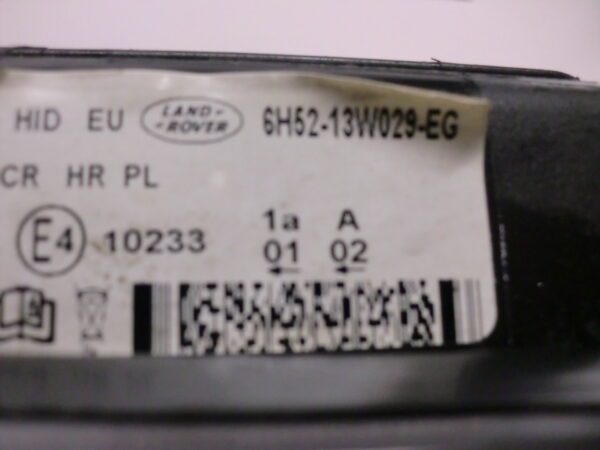 HID EU LAND- -ROVER 6H52-13W029-EG
CR HR PL
E4 10233 1a A
01 02